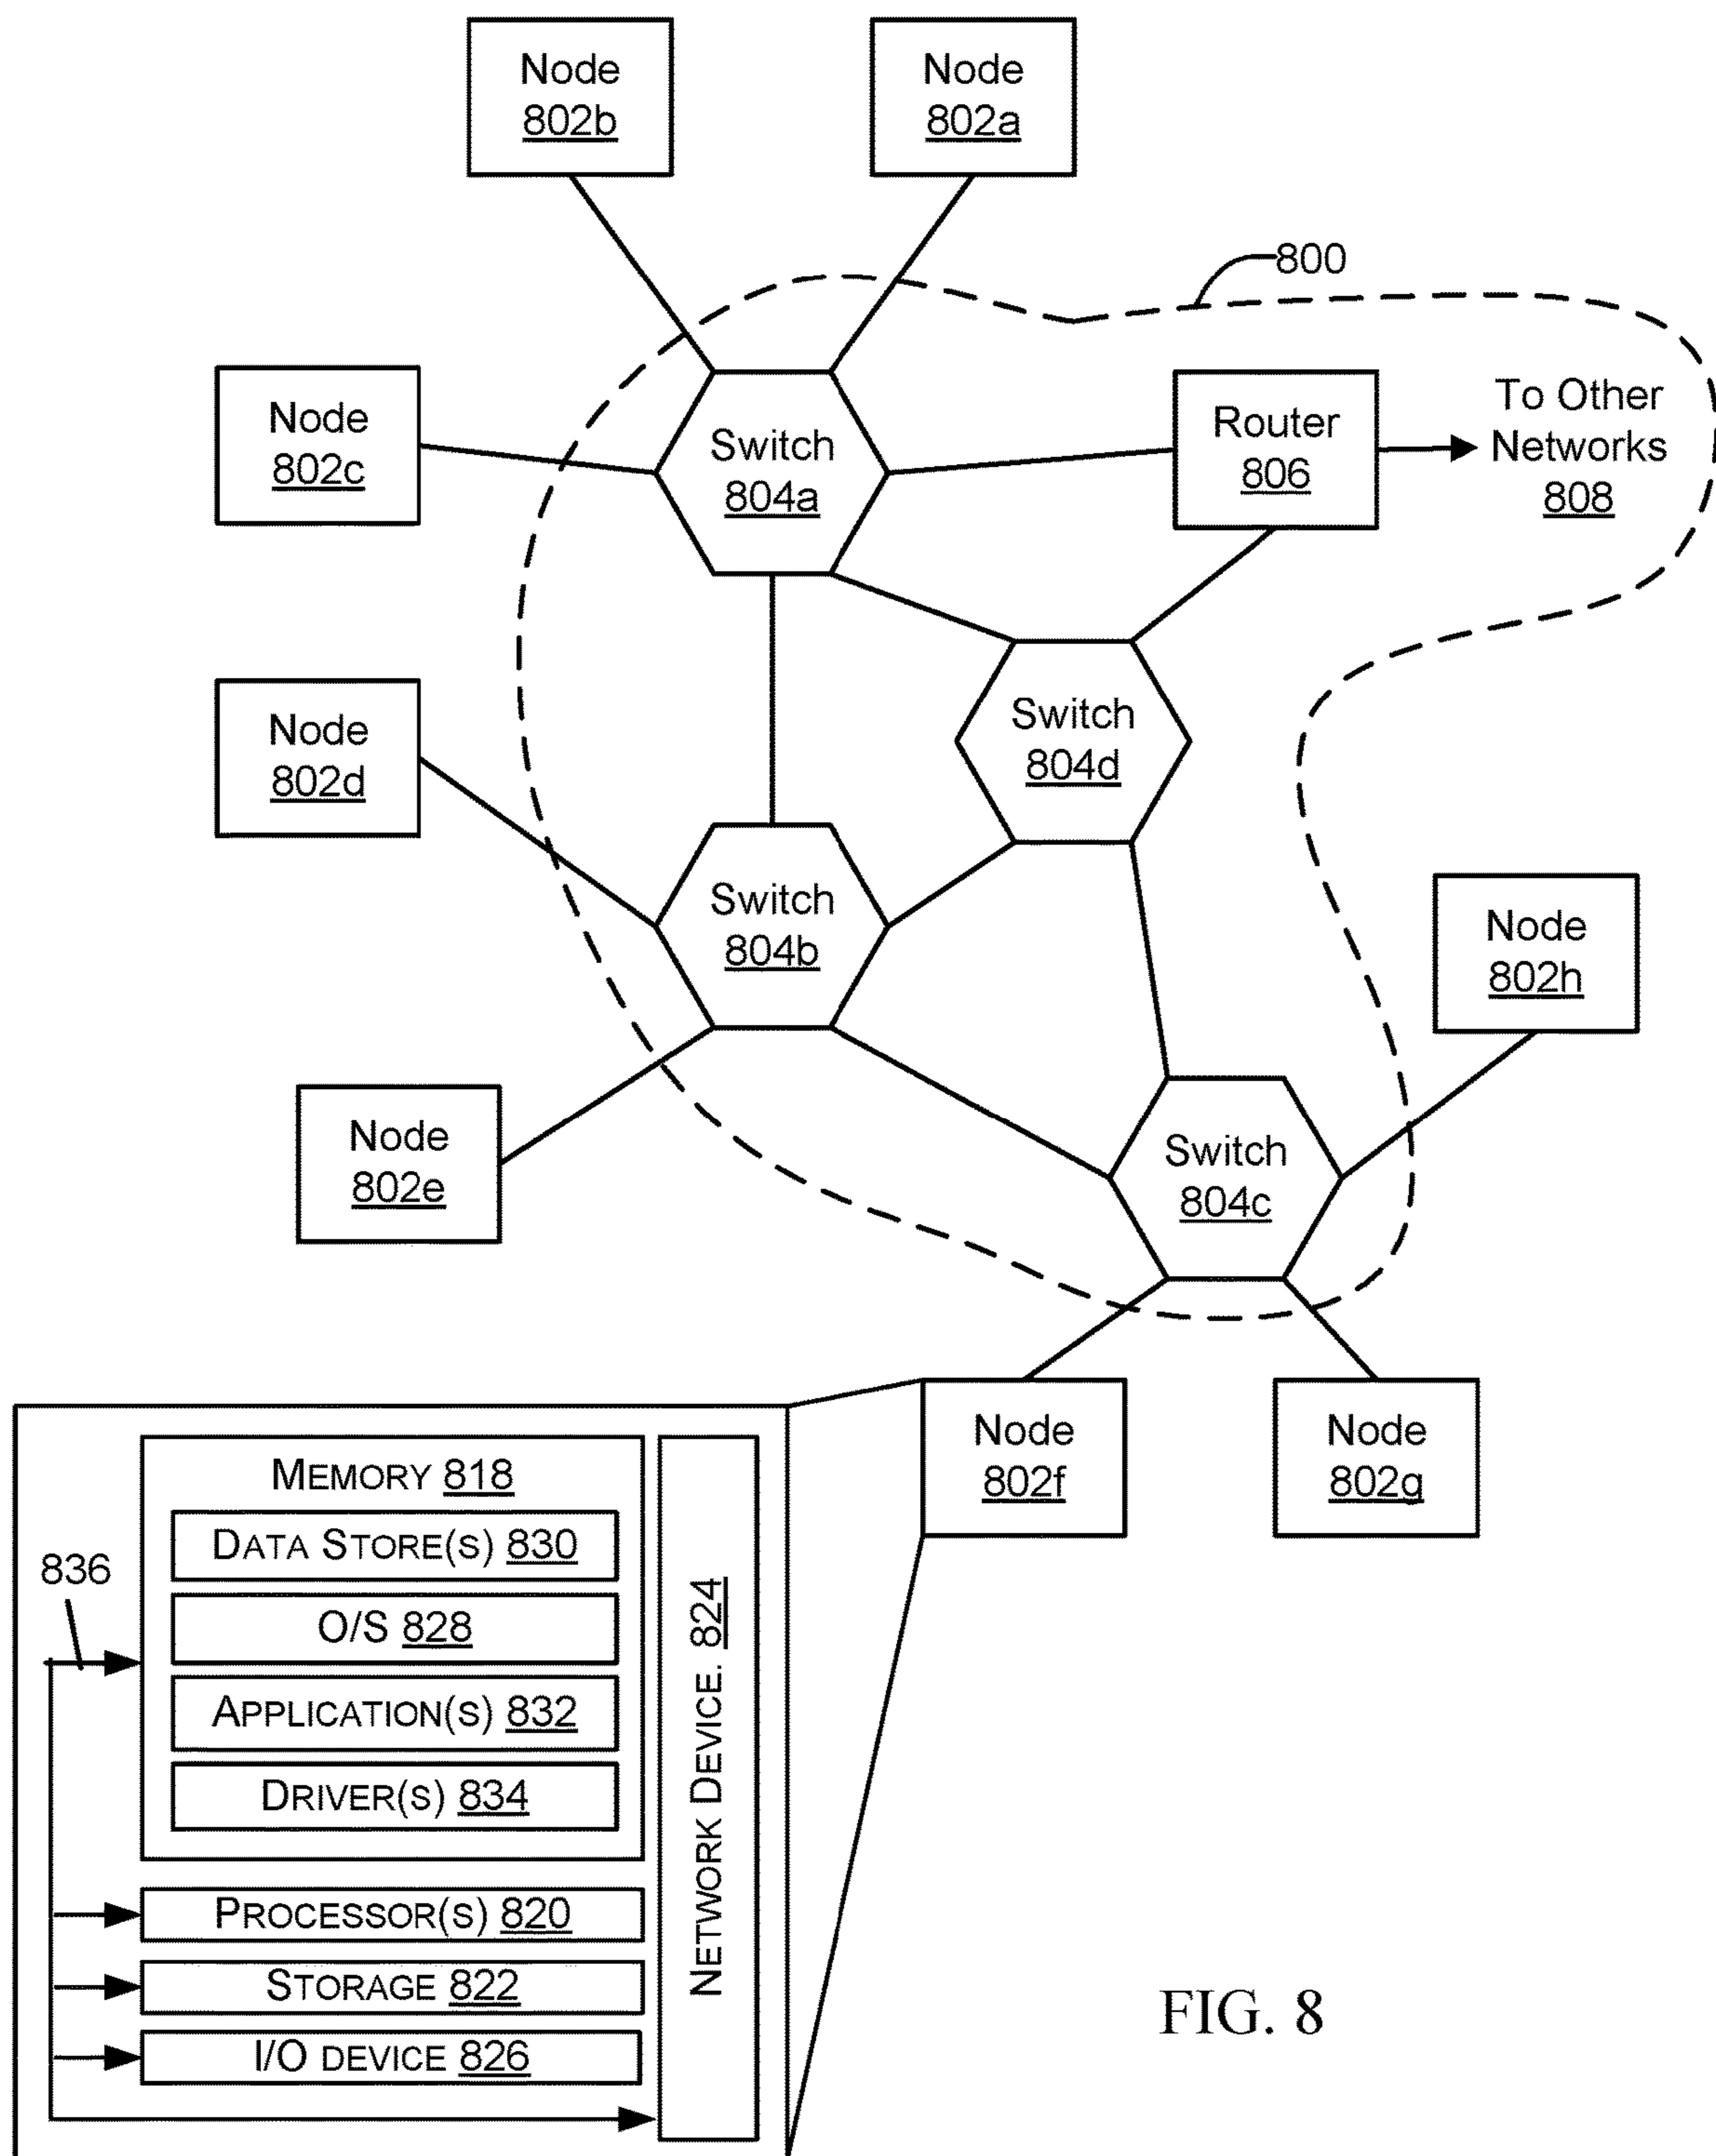 Node
802b
Node
802a
800
Node
802c
Switch
804a
Router
806
To Other
Networks
808
Node
802d
Switch
804d
Switch
804b
Node
802h
Node
802e
Switch
804c
Node
802f
Node
802g
MEMORY 818
DATA STORE(S) 830
836
O/S 828
APPLICATION(S) 832
DRIVER(S) 834
NETWORK DEVICE. 824
PROCESSOR(S) 820
STORAGE 822
I/O DEVICE 826
FIG. 8